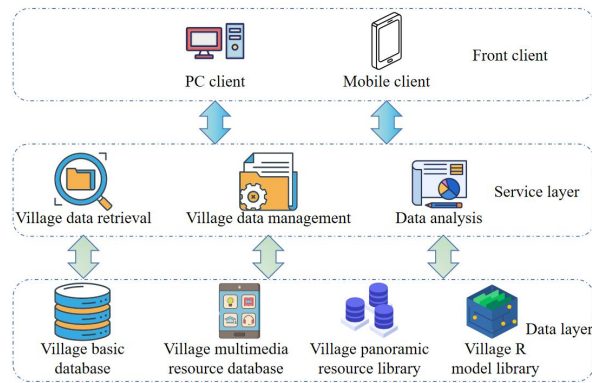 Front client
PC client
Mobile client
Service layer
Village data retrieval
Village data management
Data analysis
Data layer
Village basic
database
Village multimedia
resource database
Village panoramic
resource library
Village R
model library